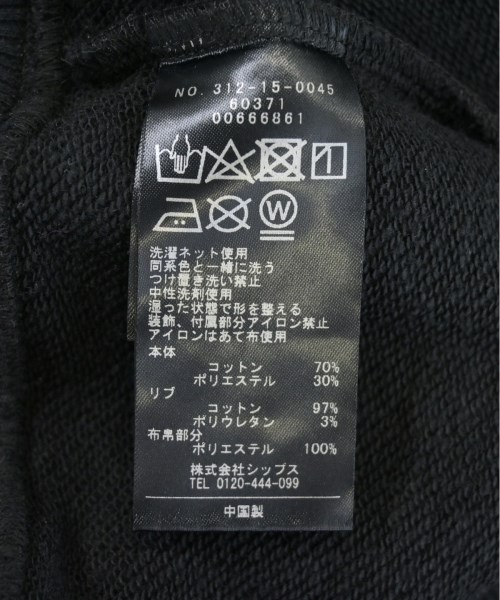 NO. 312-15-0045
60371
00666861
W
洗濯ネット使用
同系色と一緒に洗う
つけ置き洗い禁止
中性洗剤使用
湿った状態で形を整える
装飾、付属部分アイロン禁止
アイロンはあて布使用
本体
コットン 70%
ポリエステル 30%
リブ
コットン 97%
ポリウレタン 3%
布帛部分
ポリエステル 100%
株式会社シップス
TEL 0120-444-099
中国製